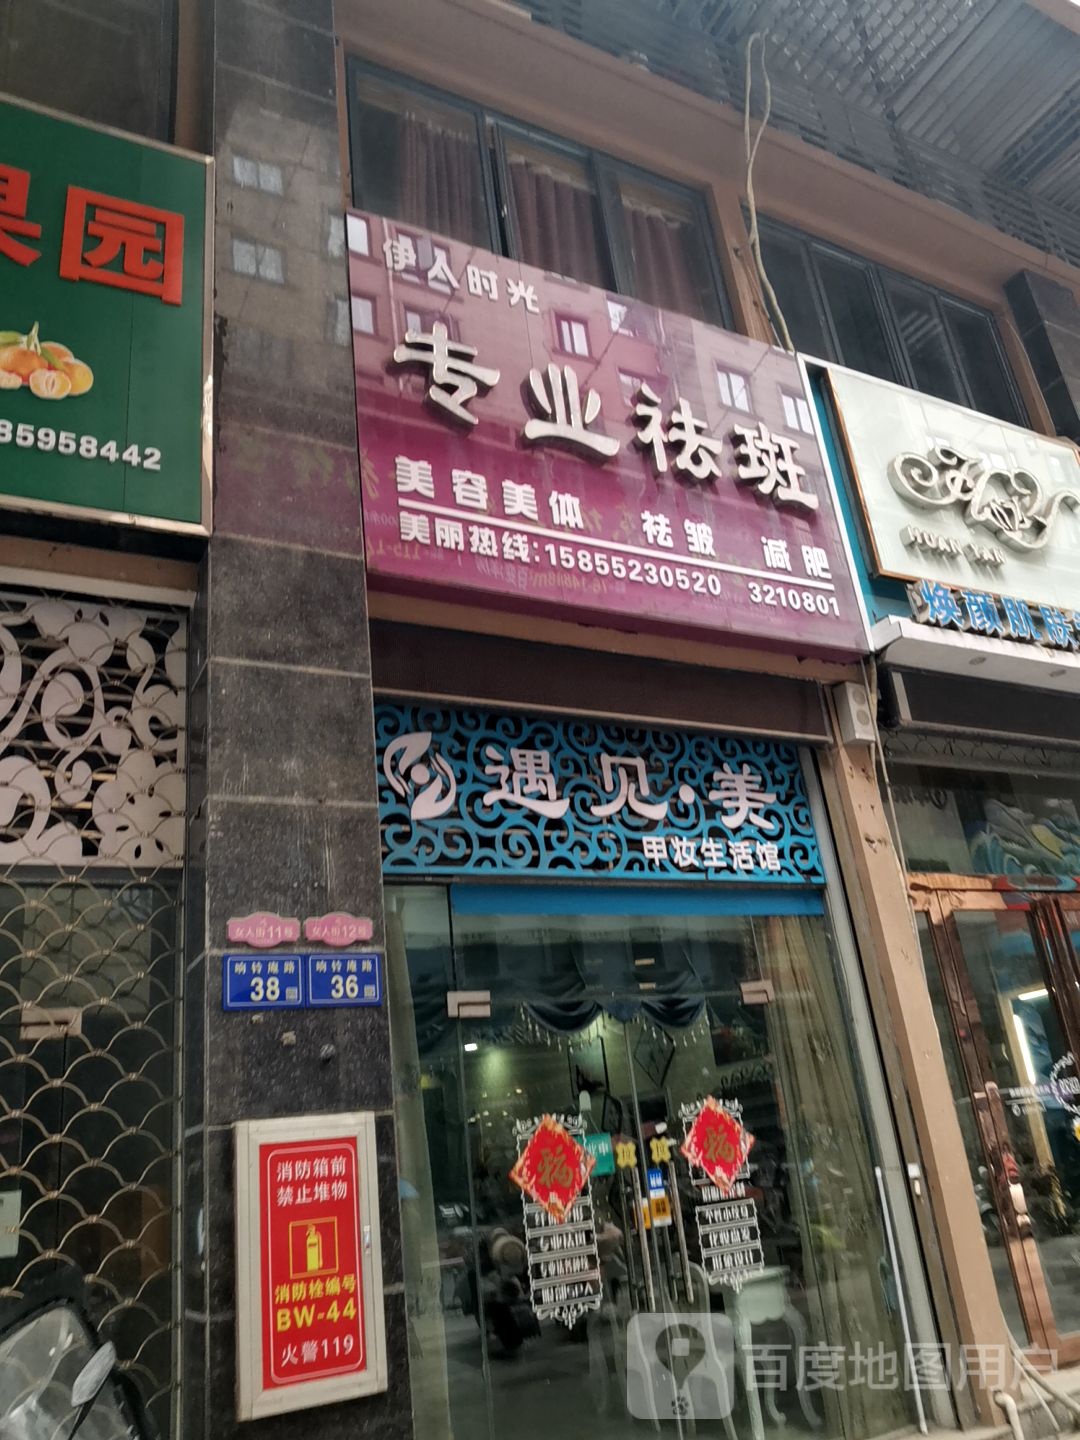 果园
85958442
伊人时光
专业祛斑
美容美体 祛皱 减肥
美丽热线:15855230520 3210801
HUAN YAN
焕颜肌肤
遇见·美
甲妆生活馆
女人街11号
女人街12号
响铃庵路
38
响铃庵路
36
消防箱前
禁止堆物
消防栓编号
BW-44
火警119
福
福
百度地图用户